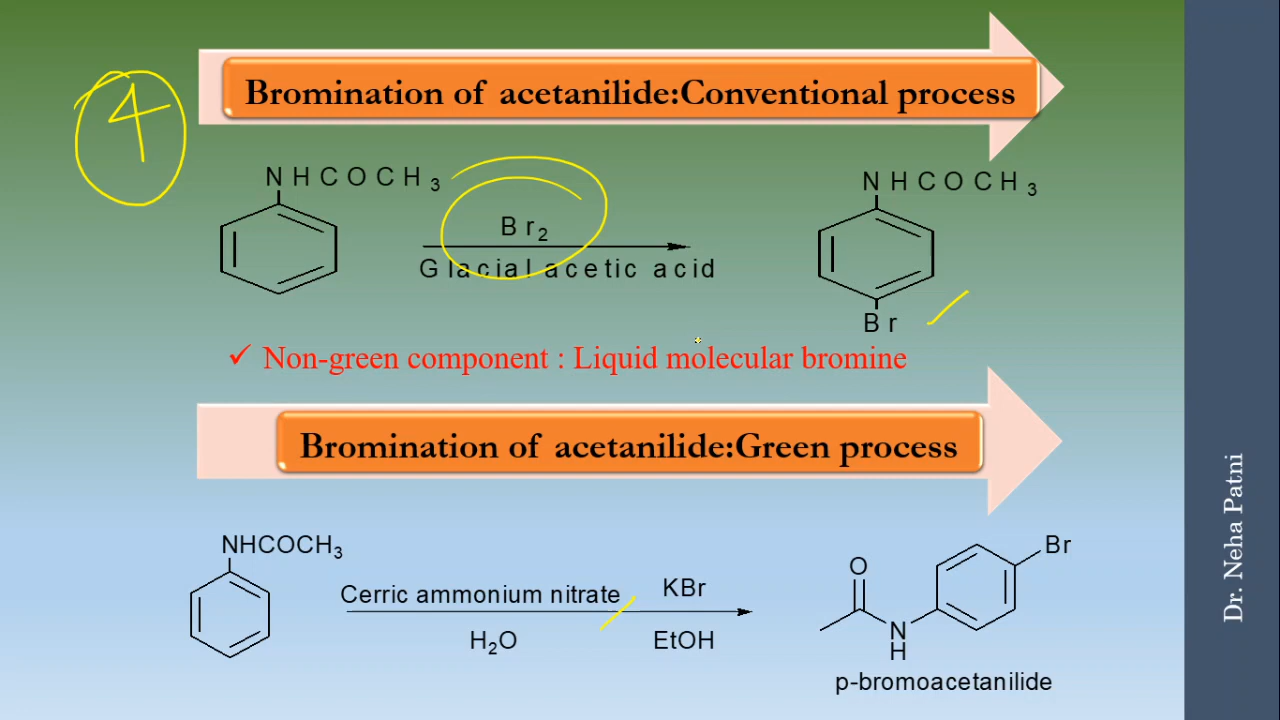 4
Bromination of acetanilide:Conventional process
NHCOCH3
Br2
Glacial acetic acid
NHCOCH3
Br
✓ Non-green component : Liquid molecular bromine
Bromination of acetanilide:Green process
NHCOCH3
Cerric ammonium nitrate
H2O
KBr
EtOH
O
N
H
Br
p-bromoacetanilide
Dr. Neha Patni